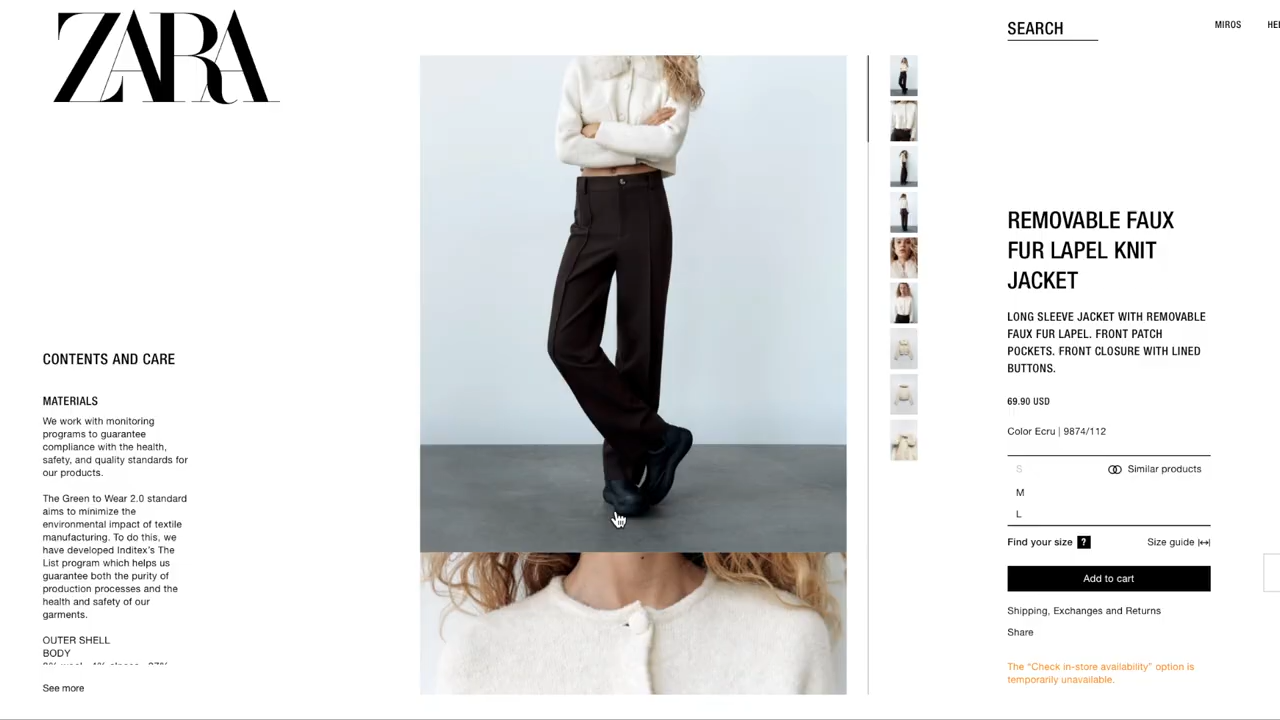 ZARA
SEARCH
MIROS
CONTENTS AND CARE
MATERIALS
We work with monitoring
programs to guarantee
compliance with the health,
safety, and quality standards for
our products.
The Green to Wear 2.0 standard
aims to minimize the
environmental impact of textile
manufacturing. To do this, we
have developed Inditex's The
List program which helps us
guarantee both the purity of
production processes and the
health and safety of our
garments.
OUTER SHELL
BODY
See more
REMOVABLE FAUX
FUR LAPEL KNIT
JACKET
LONG SLEEVE JACKET WITH REMOVABLE
FAUX FUR LAPEL. FRONT PATCH
POCKETS. FRONT CLOSURE WITH LINED
BUTTONS.
69.90 USD
Color Ecru | 9874/112
S Similar products
M
L
Find your size ? Size guide
Add to cart
Shipping, Exchanges and Returns
Share
The “Check in-store availability” option is
temporarily unavailable.